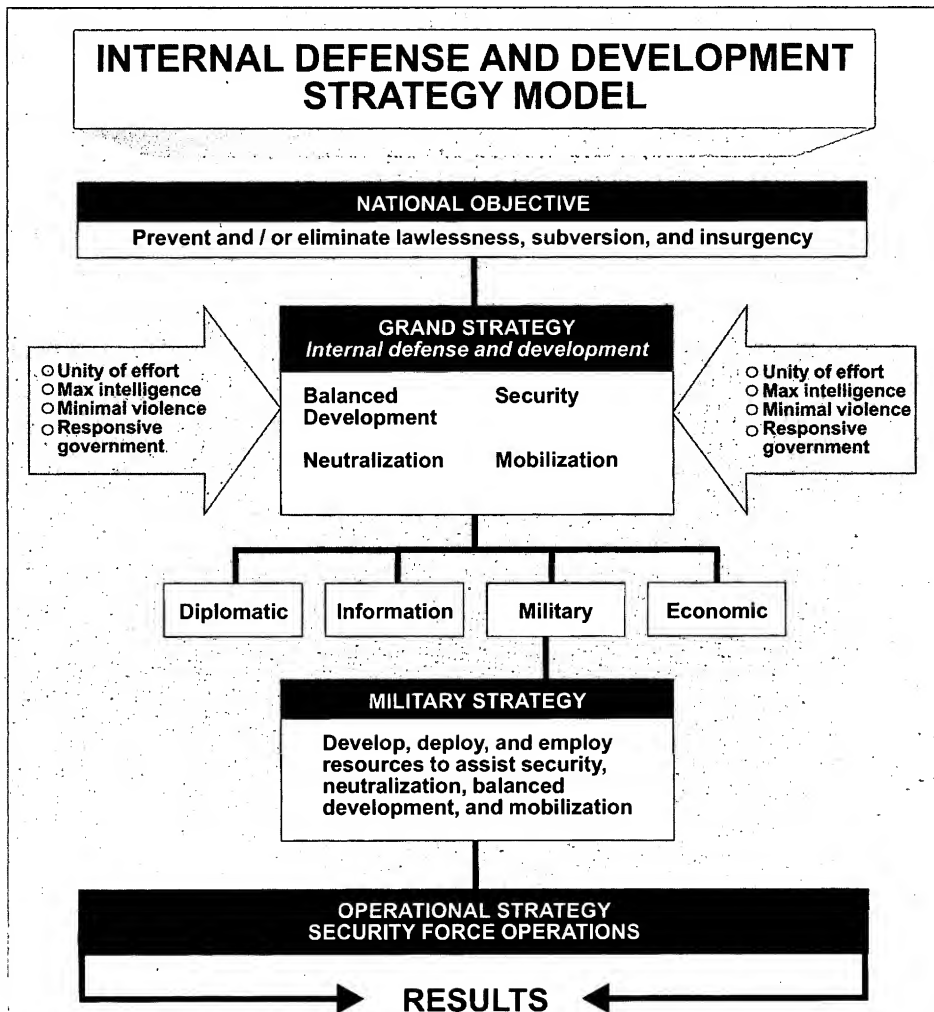 INTERNAL DEFENSE AND DEVELOPMENT
STRATEGY MODEL
NATIONAL OBJECTIVE
Prevent and / or eliminate lawlessness, subversion, and insurgency
GRAND STRATEGY
Internal defense and development
Balanced
Development
Security
Neutralization
Mobilization
Unity of effort
Max intelligence
Minimal violence
Responsive
government
Unity of effort
Max intelligence
Minimal violence
Responsive
government
Diplomatic
Information
Military
Economic
MILITARY STRATEGY
Develop, deploy, and employ
resources to assist security,
neutralization, balanced
development, and mobilization
OPERATIONAL STRATEGY
SECURITY FORCE OPERATIONS
RESULTS